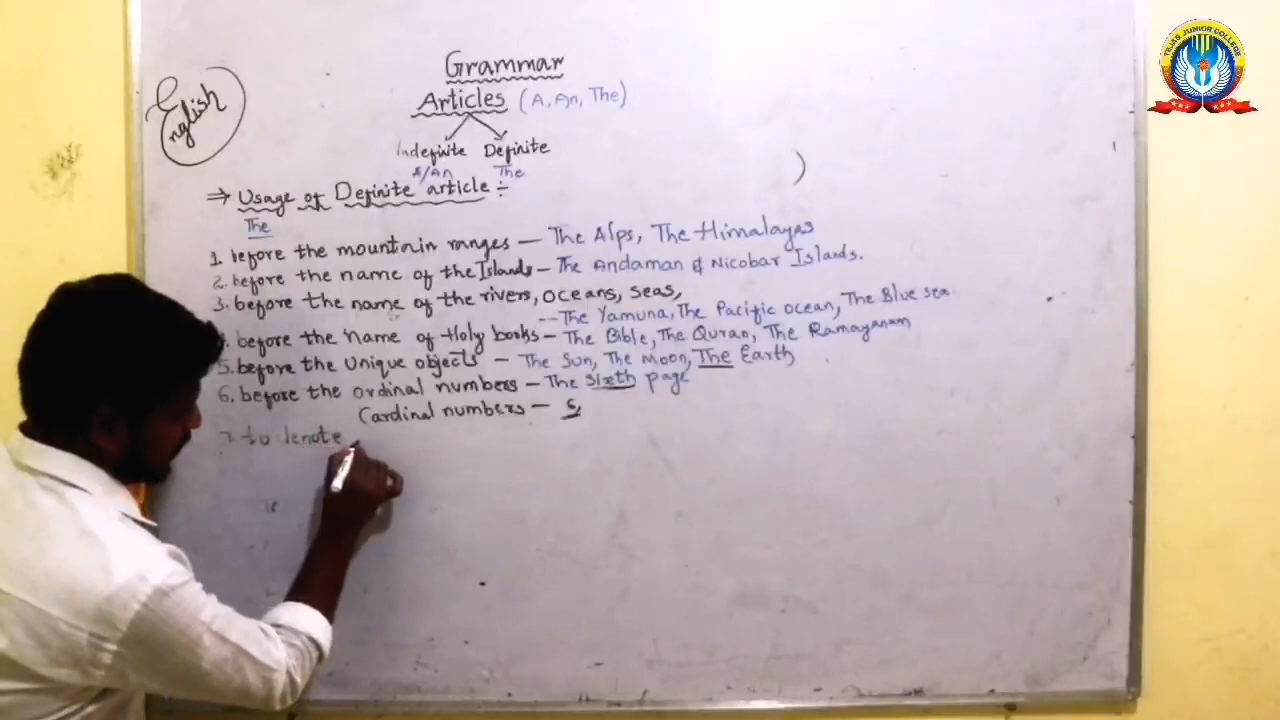 TEJAS JUNIOR COLLEGE
English
Grammar
Articles (A, An, The)
Indefinite Definite
A/An The
⇒ Usage of Definite article ÷
The
1. before the mountain ranges – The Alps, The Himalayas
2. before the name of the Islands – The Andaman & Nicobar Islands.
3. before the name of the rivers, oceans, seas,
-- The Yamuna, The Pacific ocean, The Blue sea
before the name of Holy books – The Bible, The Quran, The Ramayanam
5. before the Unique objects – The Sun, The Moon, The Earth
6. before the ordinal numbers – The sixth page
Cardinal numbers –
7. to denote